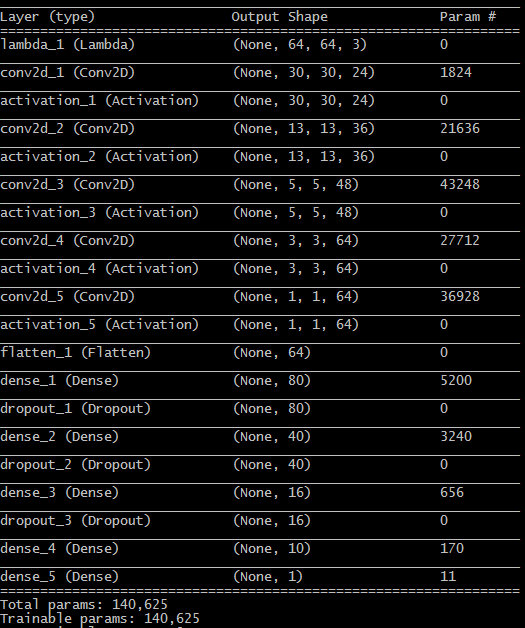 Layer (type) Output Shape Param #
lambda_1 (Lambda) (None, 64, 64, 3) 0
conv2d_1 (Conv2D) (None, 30, 30, 24) 1824
activation_1 (Activation) (None, 30, 30, 24) 0
conv2d_2 (Conv2D) (None, 13, 13, 36) 21636
activation_2 (Activation) (None, 13, 13, 36) 0
conv2d_3 (Conv2D) (None, 5, 5, 48) 43248
activation_3 (Activation) (None, 5, 5, 48) 0
conv2d_4 (Conv2D) (None, 3, 3, 64) 27712
activation_4 (Activation) (None, 3, 3, 64) 0
conv2d_5 (Conv2D) (None, 1, 1, 64) 36928
activation_5 (Activation) (None, 1, 1, 64) 0
flatten_1 (Flatten) (None, 64) 0
dense_1 (Dense) (None, 80) 5200
dropout_1 (Dropout) (None, 80) 0
dense_2 (Dense) (None, 40) 3240
dropout_2 (Dropout) (None, 40) 0
dense_3 (Dense) (None, 16) 656
dropout_3 (Dropout) (None, 16) 0
dense_4 (Dense) (None, 10) 170
dense_5 (Dense) (None, 1) 11
Total params: 140,625
Trainable params: 140,625